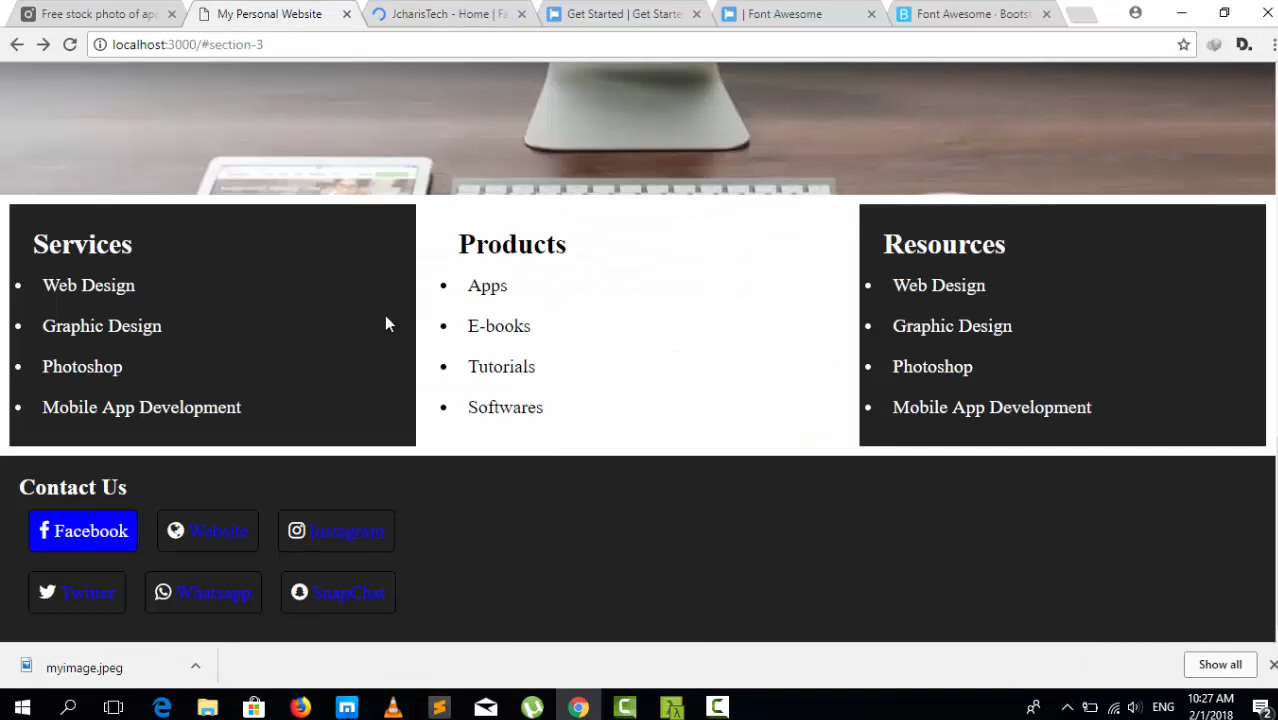 Free stock photo of app
My Personal Website
JcharisTech - Home | Fa
Get Started | Get Starte
| Font Awesome
Font Awesome · Bootst
localhost:3000/#section-3
D.
Services
Web Design
Graphic Design
Photoshop
Mobile App Development
Products
Apps
E-books
Tutorials
Softwares
Resources
Web Design
Graphic Design
Photoshop
Mobile App Development
Contact Us
Facebook
Website
Instagram
Twitter
Whatsapp
SnapChat
myimage.jpeg
Show all
ENG
10:27 AM
2/1/2018